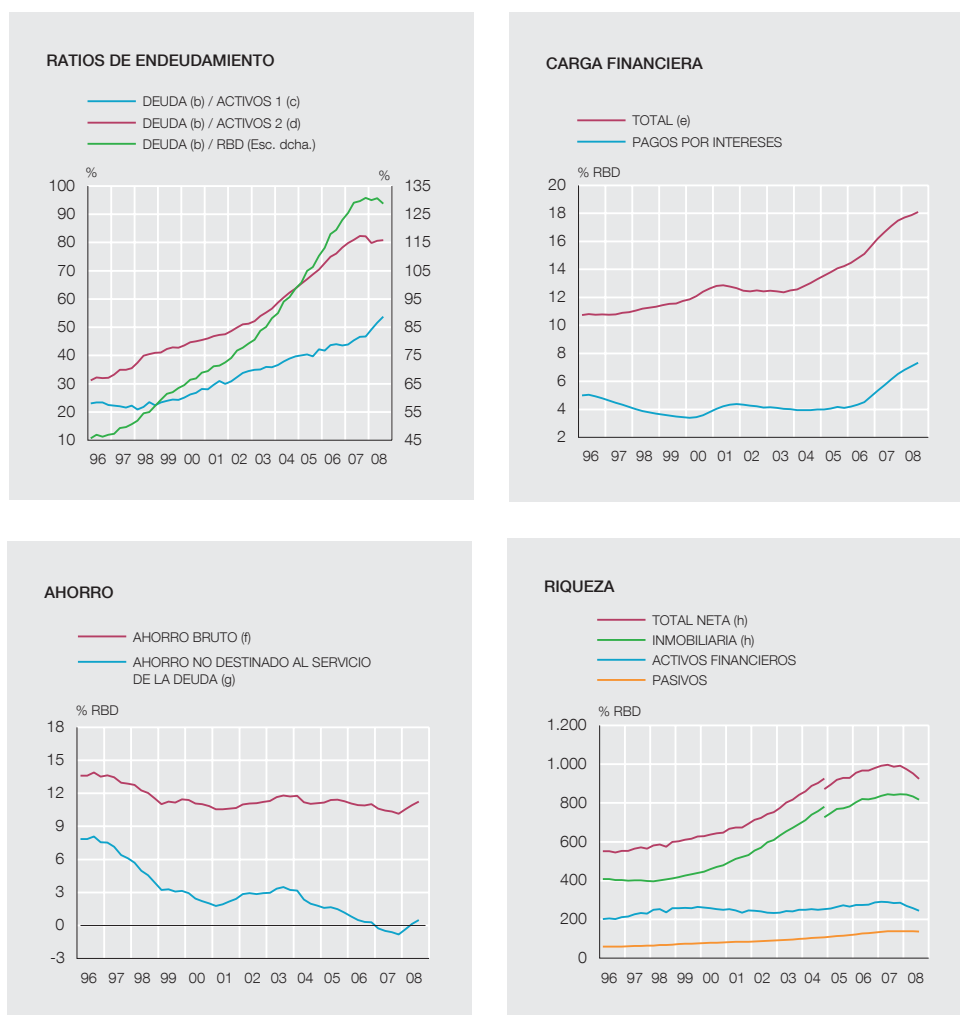 RATIOS DE ENDEUDAMIENTO
DEUDA (b) / ACTIVOS 1 (c)
DEUDA (b) / ACTIVOS 2 (d)
DEUDA (b) / RBD (Esc. dcha.)
% %
100 135
90 125
80 115
70 105
60 95
50 85
40 75
30 65
20 55
10 45
96 97 98 99 00 01 02 03 04 05 06 07 08
CARGA FINANCIERA
TOTAL (e)
PAGOS POR INTERESES
% RBD
20
18
16
14
12
10
8
6
4
2
96 97 98 99 00 01 02 03 04 05 06 07 08
AHORRO
AHORRO BRUTO (f)
AHORRO NO DESTINADO AL SERVICIO
DE LA DEUDA (g)
% RBD
18
15
12
9
6
3
0
-3
96 97 98 99 00 01 02 03 04 05 06 07 08
RIQUEZA
TOTAL NETA (h)
INMOBILIARIA (h)
ACTIVOS FINANCIEROS
PASIVOS
% RBD
1.200
1.000
800
600
400
200
0
96 97 98 99 00 01 02 03 04 05 06 07 08